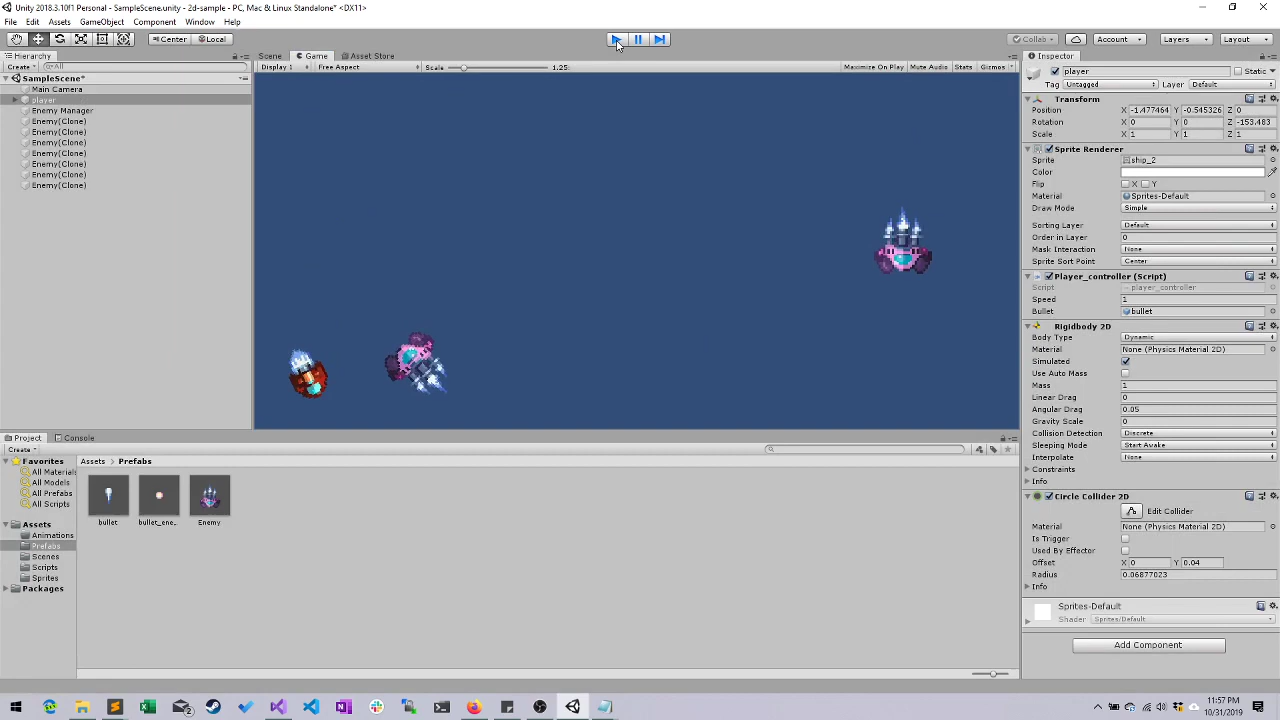 Unity 2018.3.10f1 Personal - SampleScene.unity - 2d-sample - PC, Mac & Linux Standalone* <DX11>
File Edit Assets GameObject Component Window Help
Center Local Collab Account Layers Layout
Hierarchy Scene Game Asset Store Inspector
Create All Display 1 Free Aspect Scale 1.25: Maximize On Play Mute Audio Stats Gizmos
player Static
SampleScene*
Tag Untagged Layer Default
Main Camera
player
Enemy Manager
Enemy(Clone)
Enemy(Clone)
Enemy(Clone)
Enemy(Clone)
Enemy(Clone)
Enemy(Clone)
Enemy(Clone)
Transform
Position X -1.477464 Y -0.545326 Z 0
Rotation X 0 Y 0 Z -153.483
Scale X 1 Y 1 Z 1
Sprite Renderer
Sprite ship_2
Color
Flip X Y
Material Sprites-Default
Draw Mode Simple
Sorting Layer Default
Order in Layer 0
Mask Interaction None
Sprite Sort Point Center
Player_controller (Script)
Script player_controller
Speed 1
Bullet bullet
Rigidbody 2D
Body Type Dynamic
Material None (Physics Material 2D)
Simulated
Use Auto Mass
Mass 1
Linear Drag 0
Angular Drag 0.05
Gravity Scale 0
Collision Detection Discrete
Sleeping Mode Start Awake
Interpolate None
Constraints
Info
Circle Collider 2D
Edit Collider
Material None (Physics Material 2D)
Is Trigger
Used By Effector
Offset X 0 Y 0.04
Radius 0.06877023
Info
Sprites-Default
Shader Sprites/Default
Add Component
Project Console
Create
Favorites
All Materials
All Models
All Prefabs
All Scripts
Assets
Animations
Prefabs
Scenes
Scripts
Sprites
Packages
Assets Prefabs
bullet bullet_ene... Enemy
2
11:57 PM
10/31/2019